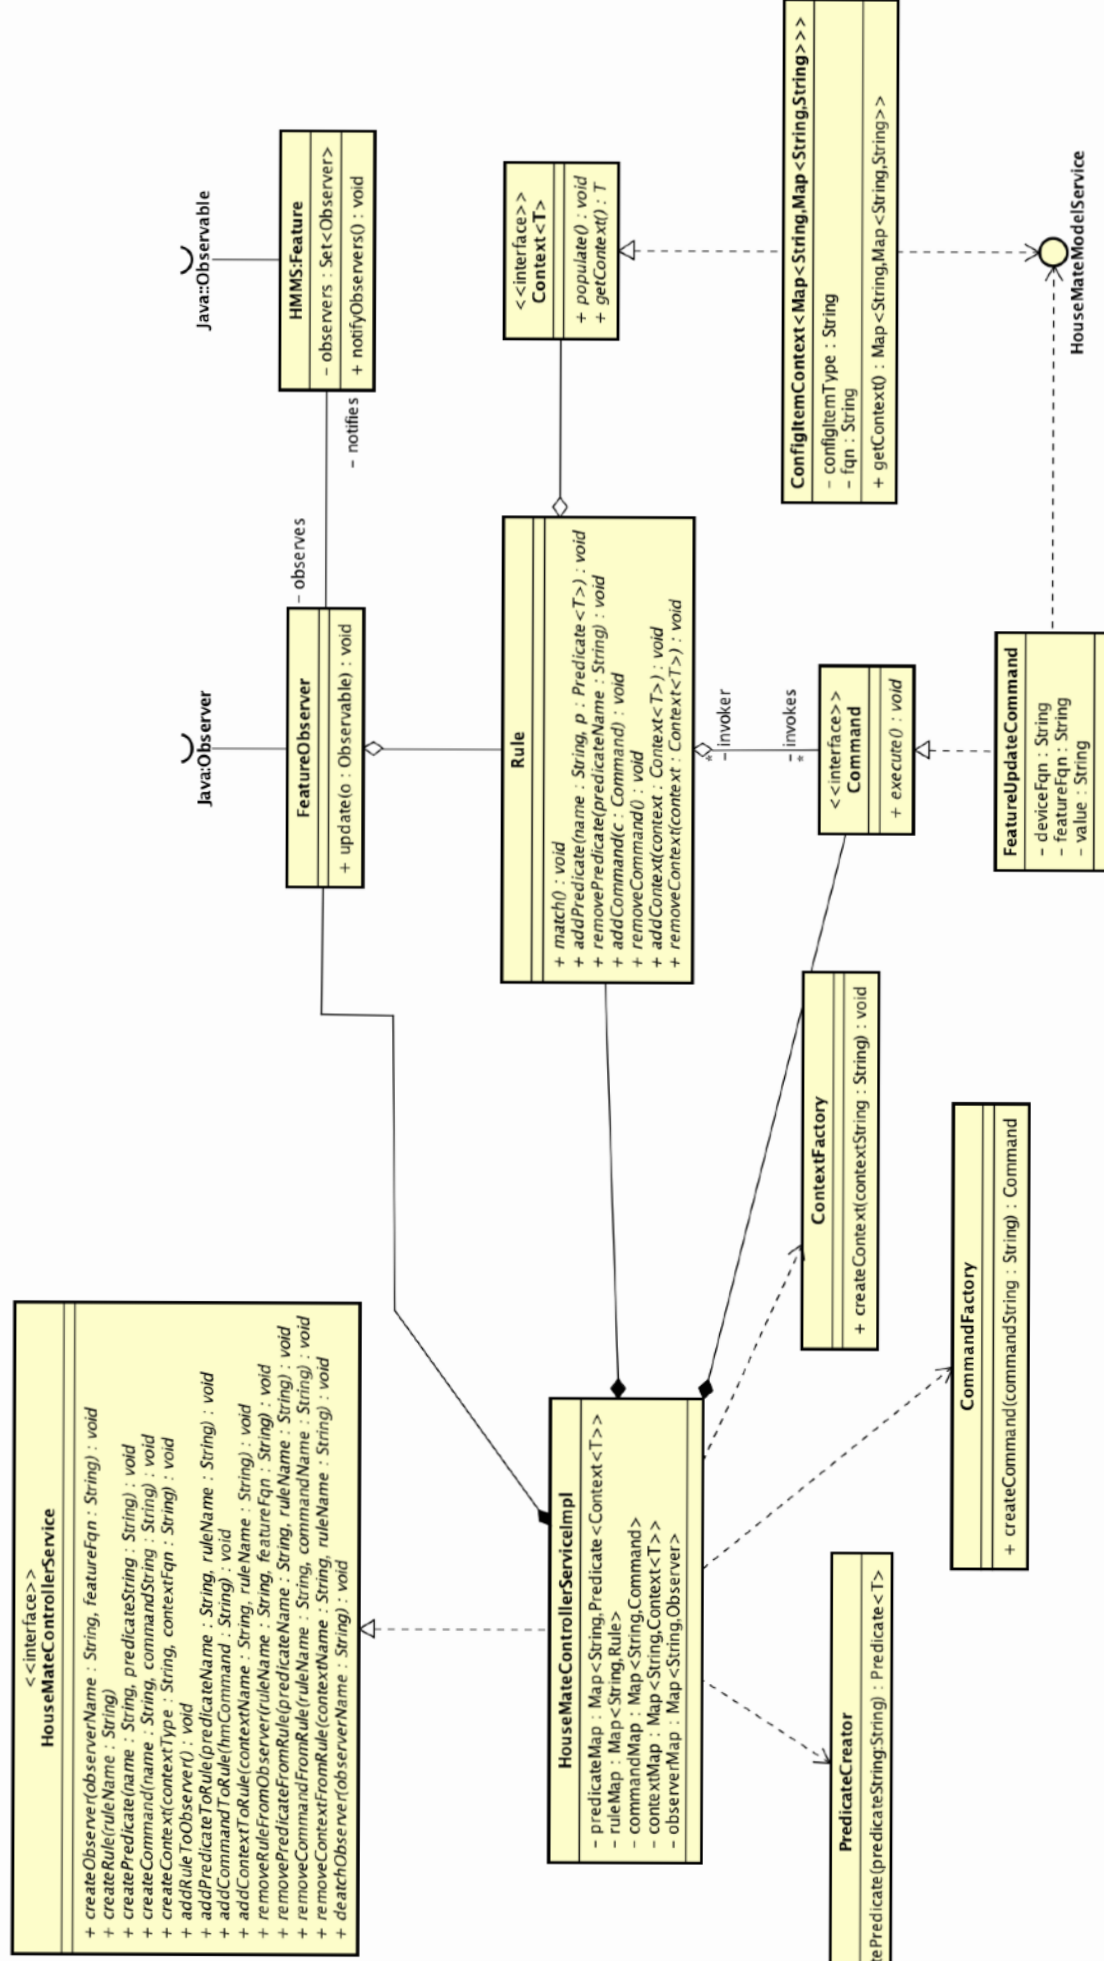 <<interface>>
HouseMateControllerService
+ createObserver(observerName : String, featureFqn : String) : void
+ createRule(ruleName : String)
+ createPredicate(name : String, predicateString : String) : void
+ createCommand(name : String, commandString : String) : void
+ createContext(contextType : String, contextFqn : String) : void
+ addRuleToObserver() : void
+ addPredicateToRule(predicateName : String, ruleName : String) : void
+ addCommandToRule(hmCommand : String) : void
+ addContextToRule(contextName : String, ruleName : String) : void
+ removeRuleFromObserver(ruleName : String, featureFqn : String) : void
+ removePredicateFromRule(predicateName : String, ruleName : String) : void
+ removeCommandFromRule(ruleName : String, commandName : String) : void
+ removeContextFromRule(contextName : String, ruleName : String) : void
+ deatchObserver(observerName : String) : void
Java:Observer
FeatureObserver
+ update(o : Observable) : void
- observes
- notifies
Java::Observable
HMMS:Feature
- observers : Set<Observer>
+ notifyObservers() : void
HouseMateControllerServiceImpl
- predicateMap : Map<String,Predicate<Context<T>>
- ruleMap : Map<String,Rule>
- commandMap : Map<String,Command>
- contextMap : Map<String,Context<T>>
- observerMap : Map<String,Observer>
Rule
+ match() : void
+ addPredicate(name : String, p : Predicate<T>) : void
+ removePredicate(predicateName : String) : void
+ addCommand(c : Command) : void
+ removeCommand() : void
+ addContext(context : Context<T>) : void
+ removeContext(context : Context<T>) : void
<<interface>>
Context<T>
+ populate() : void
+ getContext() : T
* - invoker
- invokes
*
<<interface>>
Command
+ execute() : void
ConfigItemContext<Map<String,Map<String,String>>>
- configItemType : String
- fqn : String
+ getContext() : Map<String,Map<String,String>>
ContextFactory
+ createContext(contextString : String) : void
PredicateCreator
tePredicate(predicateString:String) : Predicate<T>
CommandFactory
+ createCommand(commandString : String) : Command
FeatureUpdateCommand
- deviceFqn : String
- featureFqn : String
- value : String
HouseMateModelService